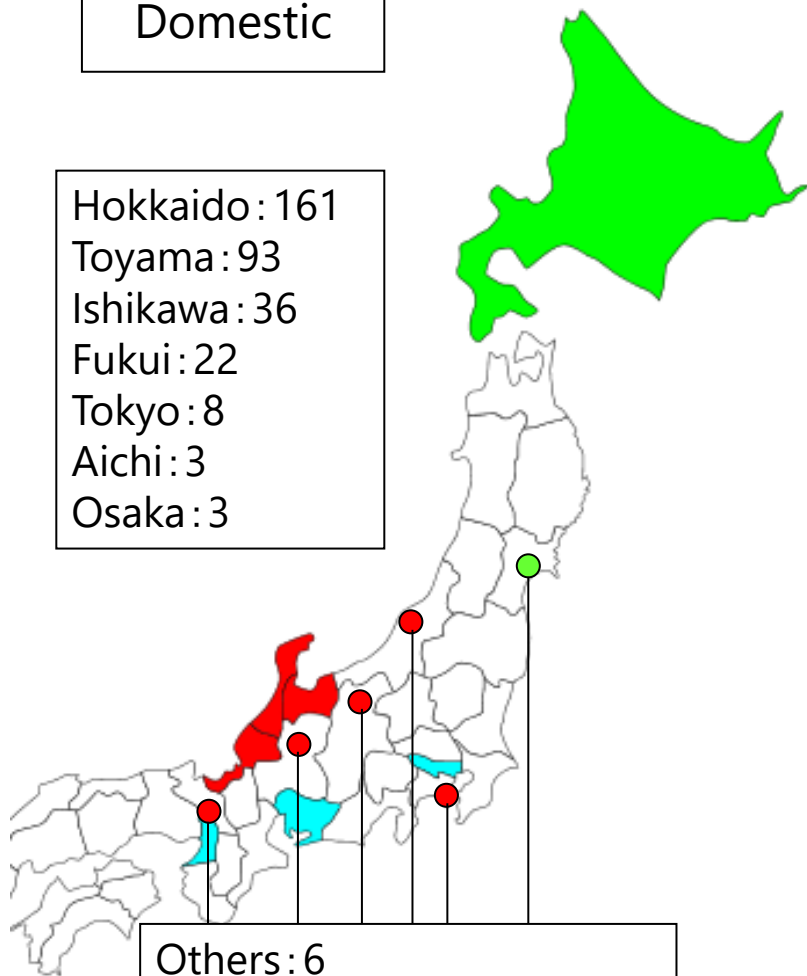 Domestic
Hokkaido:161
Toyama:93
Ishikawa:36
Fukui:22
Tokyo:8
Aichi:3
Osaka:3
Others:6